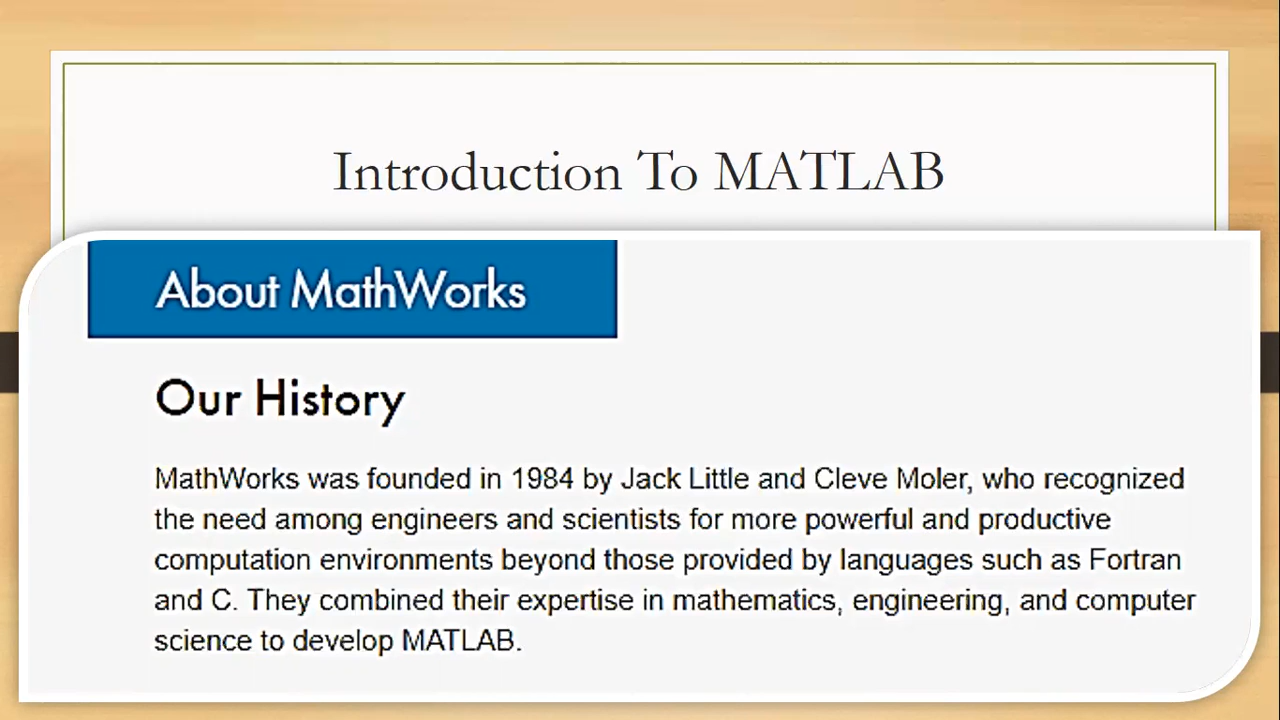 Introduction To MATLAB
About MathWorks
Our History
MathWorks was founded in 1984 by Jack Little and Cleve Moler, who recognized
the need among engineers and scientists for more powerful and productive
computation environments beyond those provided by languages such as Fortran
and C. They combined their expertise in mathematics, engineering, and computer
science to develop MATLAB.